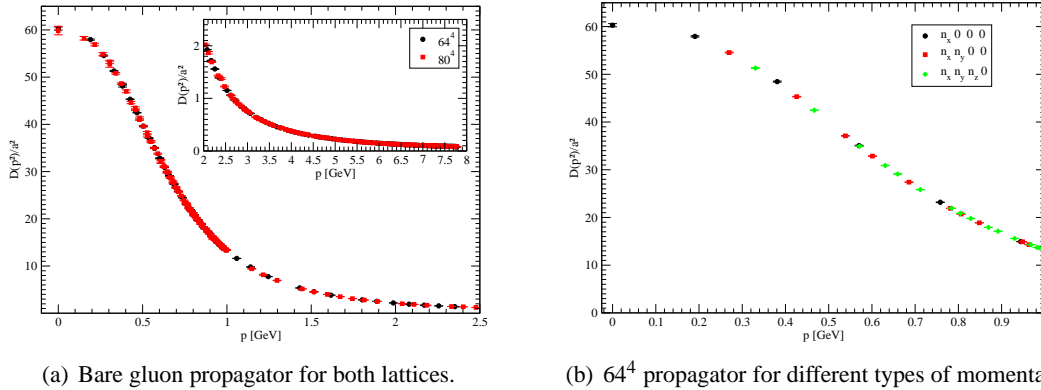 60
50
40
30
20
10
D(p²)/a²
0
0.5
1
1.5
2
2.5
p [GeV]
2
1
0
D(p²)/a²
2 2.5 3 3.5 4 4.5 5 5.5 6 6.5 7 7.5 8
p [GeV]
64⁴
80⁴
(a) Bare gluon propagator for both lattices.
60
50
40
30
20
10
0
D(p²)/a²
0 0.1 0.2 0.3 0.4 0.5 0.6 0.7 0.8 0.9
p [GeV]
nₓ 0 0 0
nₓ n_y 0 0
nₓ n_y n_z 0
(b) 64⁴ propagator for different types of momenta